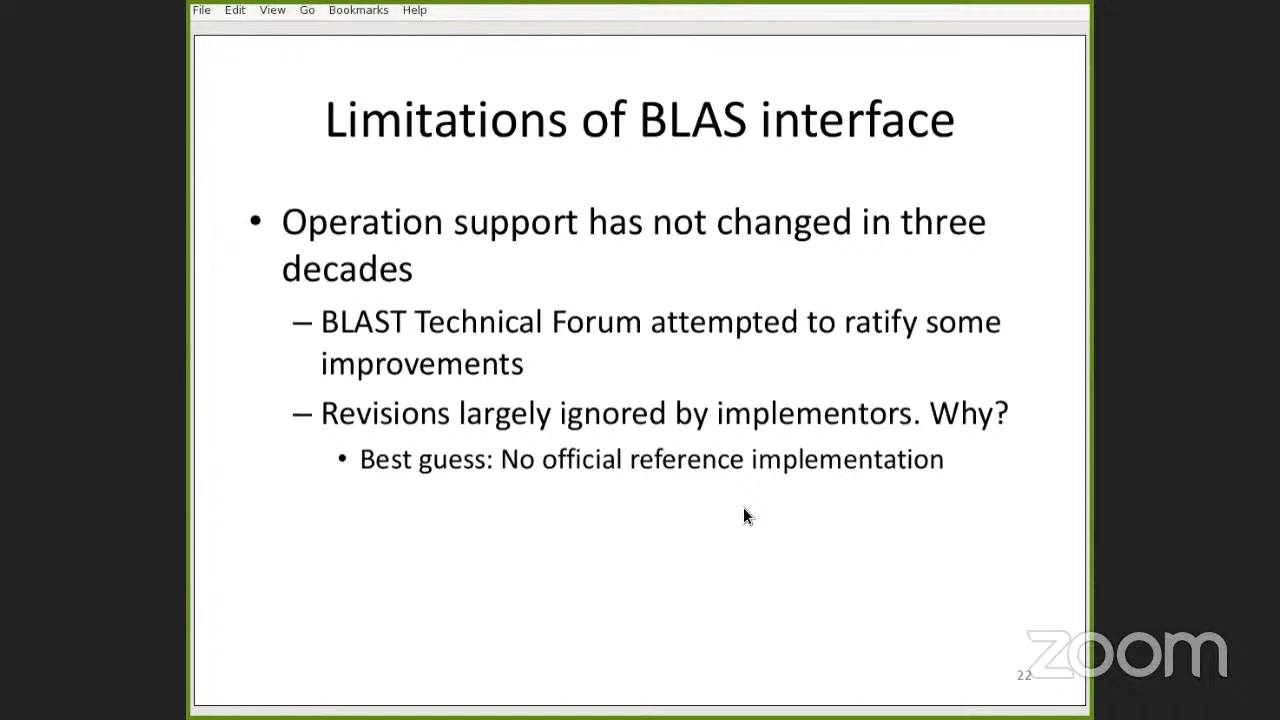 File Edit View Go Bookmarks Help
Limitations of BLAS interface
• Operation support has not changed in three
decades
– BLAST Technical Forum attempted to ratify some
improvements
– Revisions largely ignored by implementors. Why?
• Best guess: No official reference implementation
22
zoom